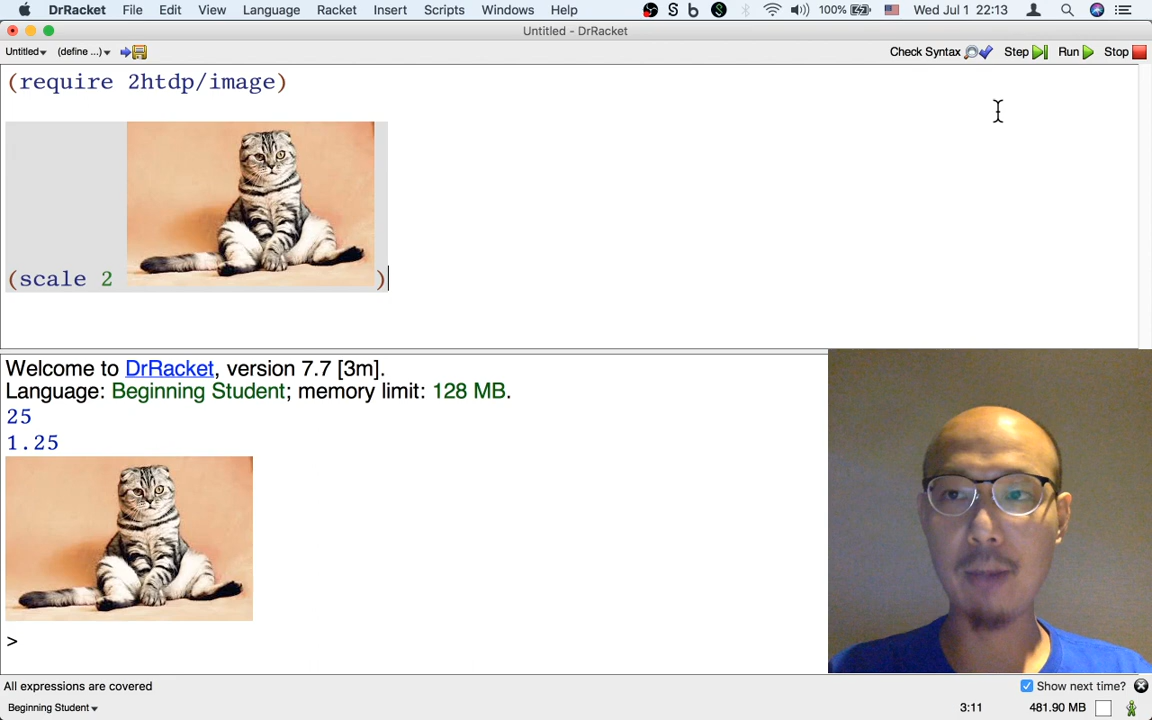 DrRacket File Edit View Language Racket Insert Scripts Windows Help 100% Wed Jul 1 22:13
Untitled - DrRacket
Untitled (define ...) Check Syntax Step Run Stop
(require 2htdp/image)
(scale 2 )
Welcome to DrRacket, version 7.7 [3m].
Language: Beginning Student; memory limit: 128 MB.
25
1.25
>
All expressions are covered Show next time?
Beginning Student 3:11 481.90 MB